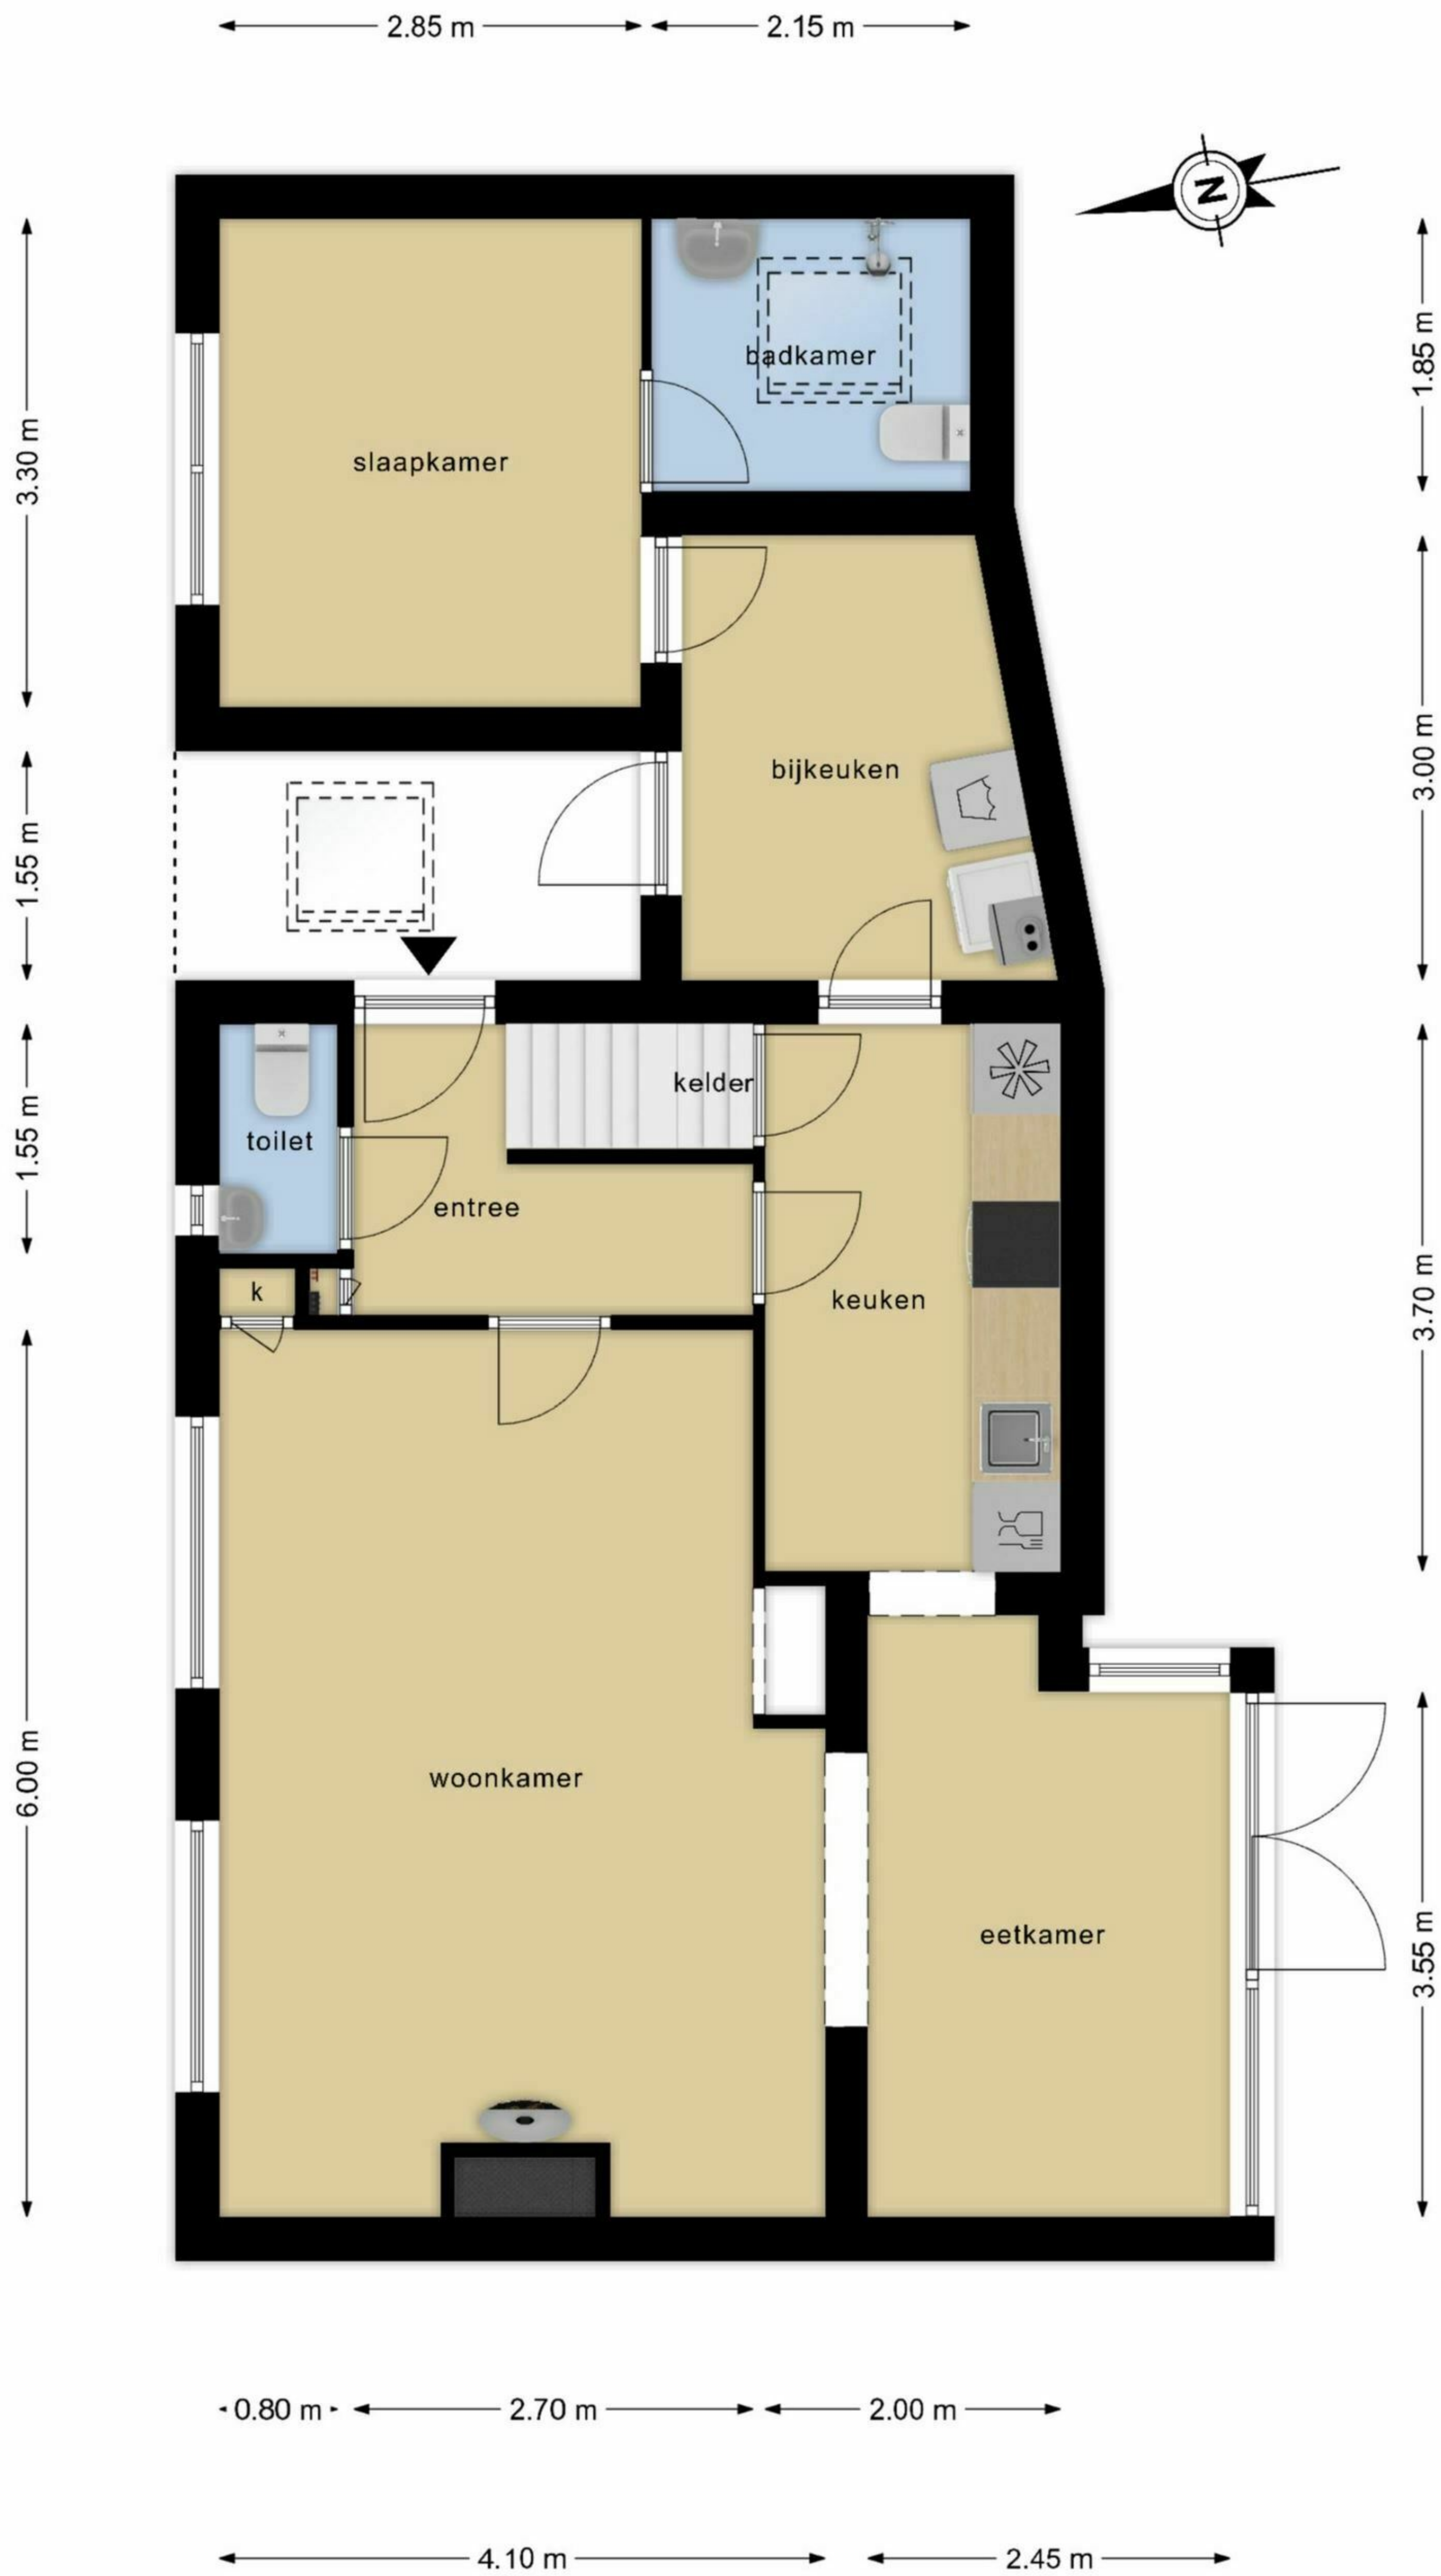 2.85 m
2.15 m
N
1.85 m
badkamer
3.30 m
slaapkamer
bijkeuken
3.00 m
1.55 m
kelder
toilet
1.55 m
entree
k
keuken
3.70 m
6.00 m
woonkamer
eetkamer
3.55 m
0.80 m
2.70 m
2.00 m
4.10 m
2.45 m